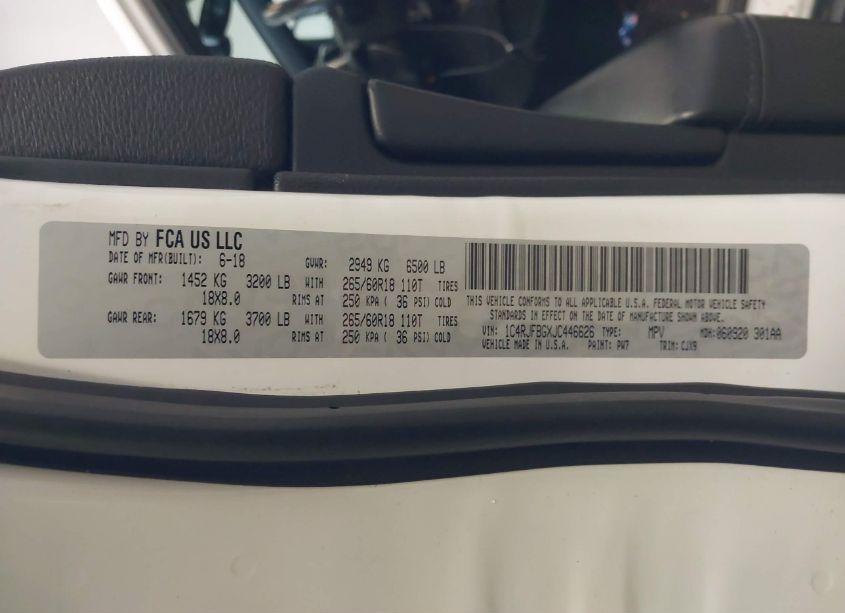 MFD BY FCA US LLC
DATE OF MFR(BUILT): 6-18 GVWR: 2949 KG 6500 LB
GAWR FRONT: 1452 KG 3200 LB WITH 265/60R18 110T TIRES
18X8.0 RIMS AT 250 KPA ( 36 PSI) COLD
GAWR REAR: 1679 KG 3700 LB WITH 265/60R18 110T TIRES
18X8.0 RIMS AT 250 KPA ( 36 PSI) COLD
THIS VEHICLE CONFORMS TO ALL APPLICABLE U.S.A. FEDERAL MOTOR VEHICLE SAFETY
STANDARDS IN EFFECT ON THE DATE OF MANUFACTURE SHOWN ABOVE.
VIN: 1C4RJFBGXJC446626 TYPE: MPV MDH: 060920 301AA
VEHICLE MADE IN U.S.A. PAINT: PW7 TRIM: CJX9